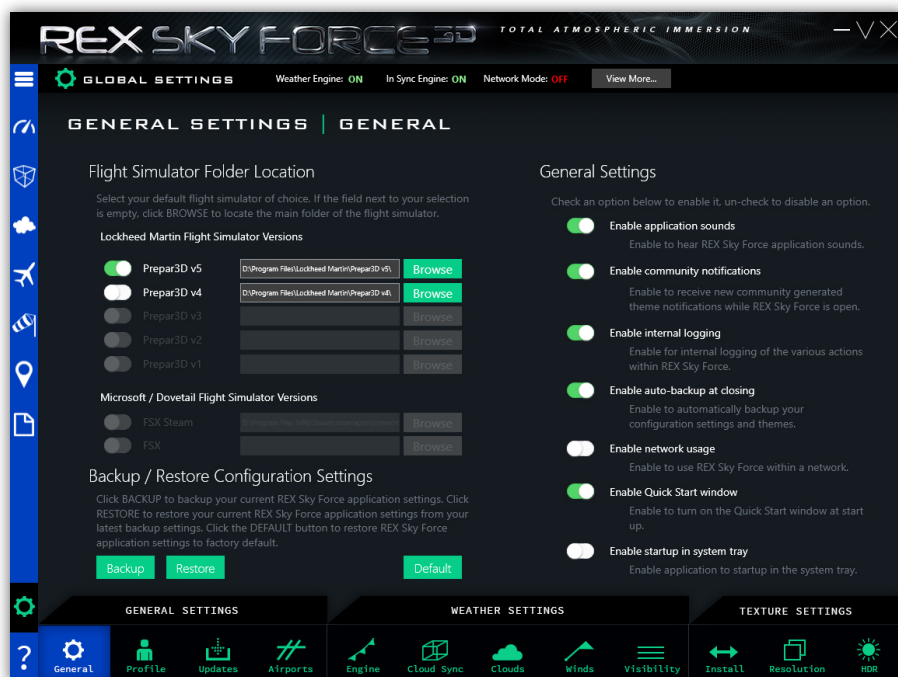 REX SKY FORCE 3D
TOTAL ATMOSPHERIC IMMERSION
GLOBAL SETTINGS
Weather Engine: ON
In Sync Engine: ON
Network Mode: OFF
View More...
GENERAL SETTINGS | GENERAL
Flight Simulator Folder Location
Select your default flight simulator of choice. If the field next to your selection
is empty, click BROWSE to locate the main folder of the flight simulator.
Lockheed Martin Flight Simulator Versions
Prepar3D v5 D:\Program Files\Lockheed Martin\Prepar3D v5\ Browse
Prepar3D v4 D:\Program Files\Lockheed Martin\Prepar3D v4\ Browse
Prepar3D v3 Browse
Prepar3D v2 Browse
Prepar3D v1 Browse
Microsoft / Dovetail Flight Simulator Versions
FSX Steam Browse
FSX Browse
Backup / Restore Configuration Settings
Click BACKUP to backup your current REX Sky Force application settings. Click
RESTORE to restore your current REX Sky Force application settings from your
latest backup settings. Click the DEFAULT button to restore REX Sky Force
application settings to factory default.
Backup Restore Default
General Settings
Check an option below to enable it, un-check to disable an option.
Enable application sounds
Enable to hear REX Sky Force application sounds.
Enable community notifications
Enable to receive new community generated
theme notifications while REX Sky Force is open.
Enable internal logging
Enable for internal logging of the various actions
within REX Sky Force.
Enable auto-backup at closing
Enable to automatically backup your
configuration settings and themes.
Enable network usage
Enable to use REX Sky Force within a network.
Enable Quick Start window
Enable to turn on the Quick Start window at start
up.
Enable startup in system tray
Enable application to startup in the system tray.
GENERAL SETTINGS WEATHER SETTINGS TEXTURE SETTINGS
General Profile Updates Airports Engine Cloud Sync Clouds Winds Visibility Install Resolution HDR